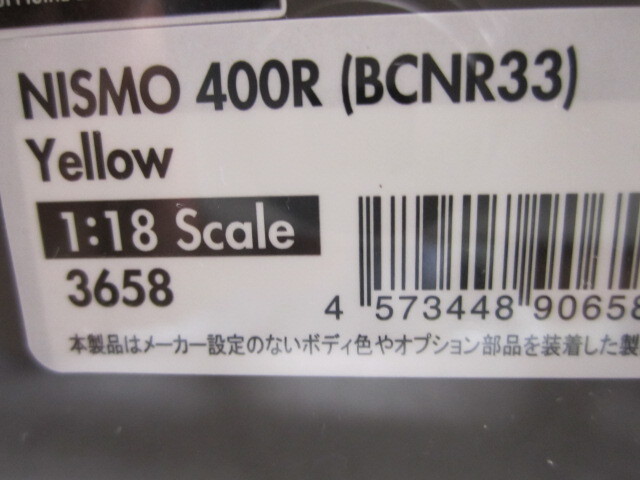 NISMO 400R (BCNR33)
Yellow
1:18 Scale
3658
4 573448 90658
本製品はメーカー設定のないボディ色やオプション部品を装着した製